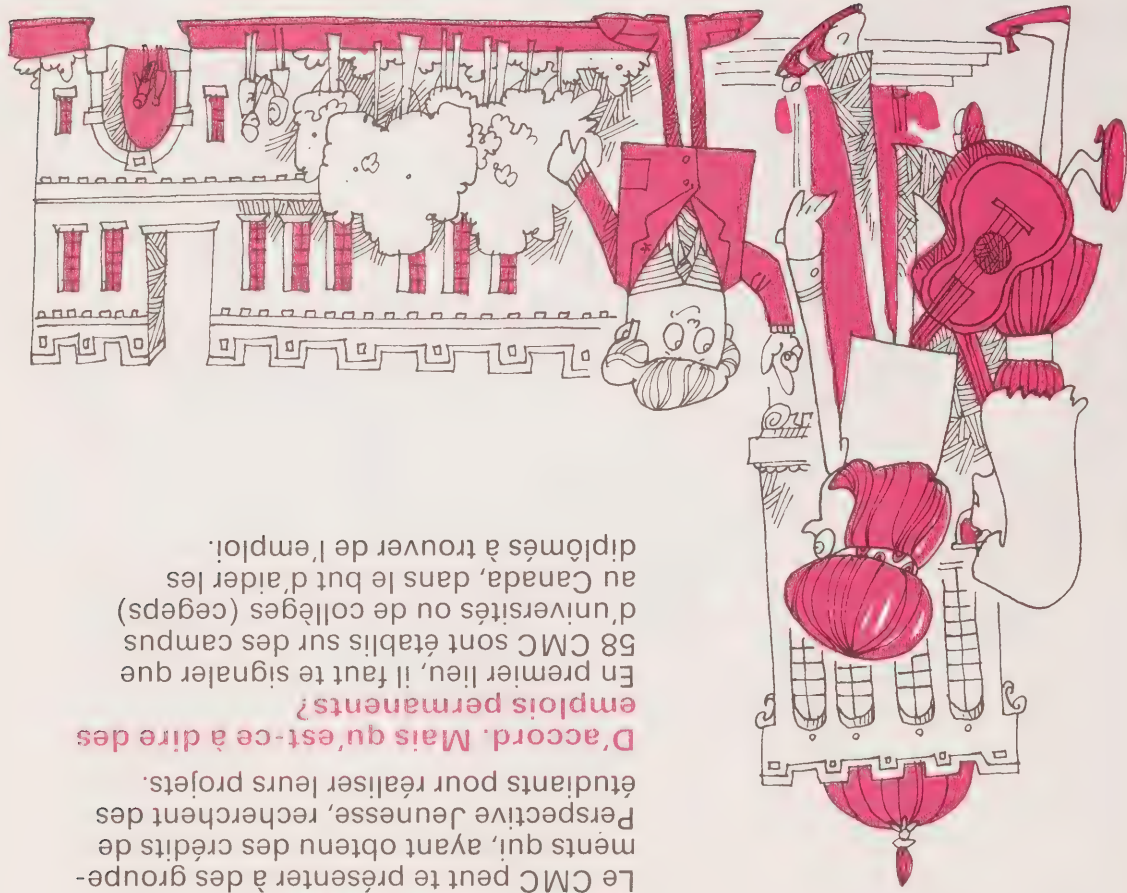 Le CMC peut te présenter à des groupe-
ments qui, ayant obtenu des crédits de
Perspective Jeunesse, recherchent des
étudiants pour réaliser leurs projets.
D'accord. Mais qu'est-ce à dire des
emplois permanents?
En premier lieu, il faut te signaler que
58 CMC sont établis sur des campus
d'universités ou de collèges (cegeps)
au Canada, dans le but d'aider les
diplômés à trouver de l'emploi.